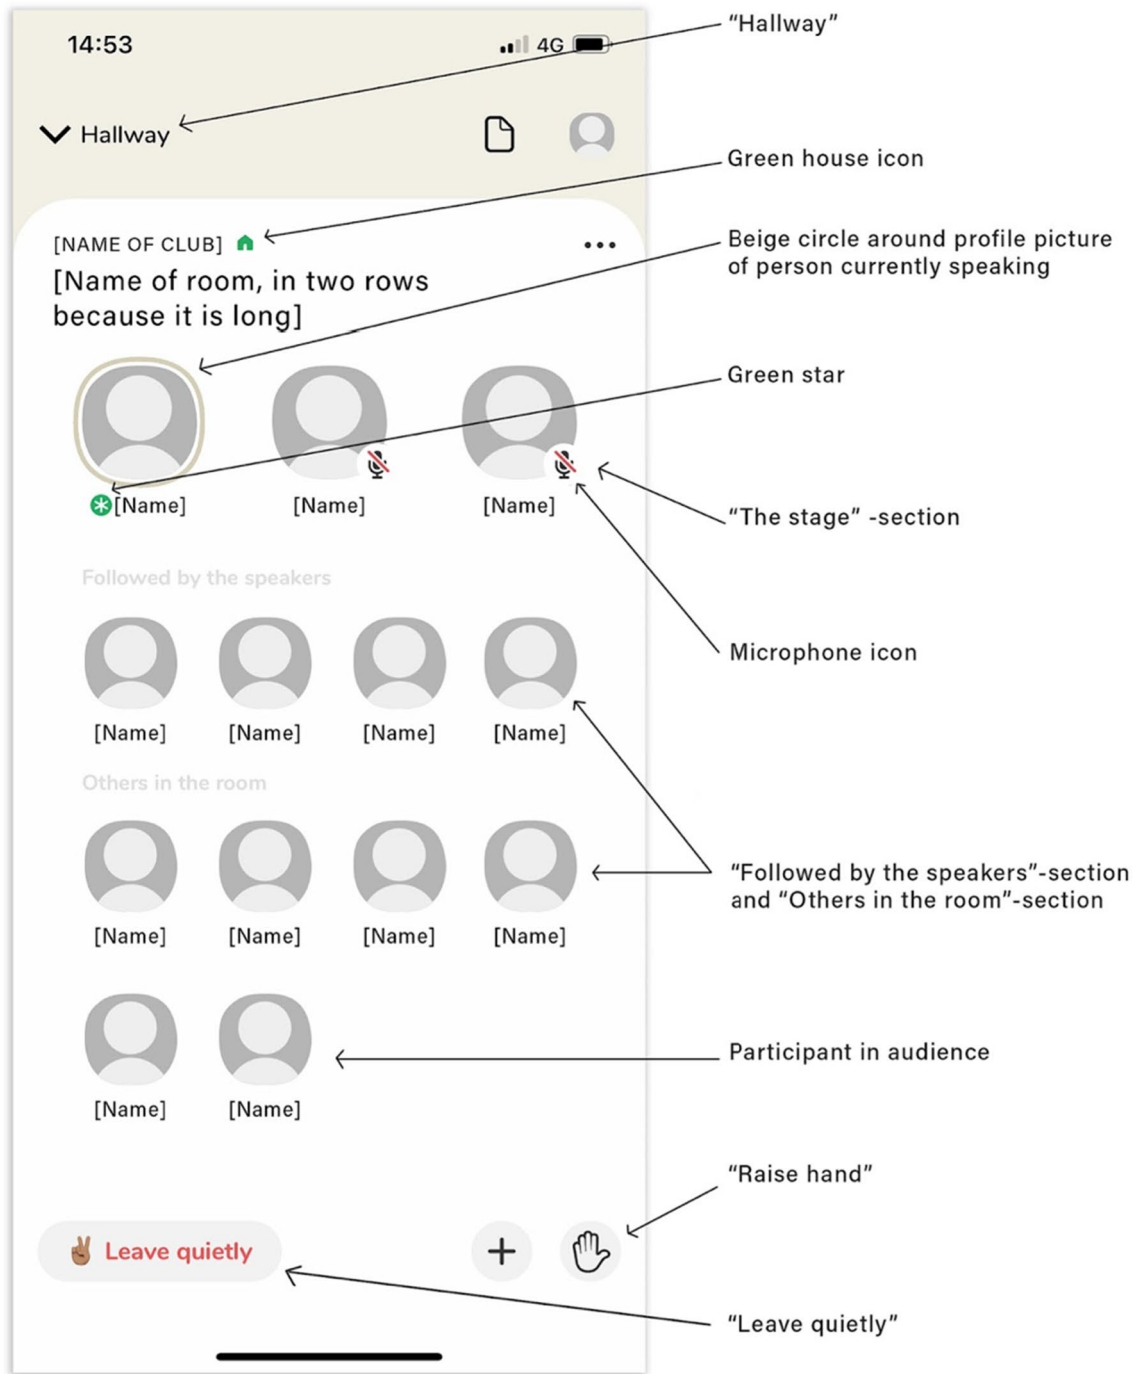 “Hallway”
14:53
4G
Hallway
Green house icon
[NAME OF CLUB]
Beige circle around profile picture
of person currently speaking
[Name of room, in two rows
because it is long]
Green star
[Name] [Name] [Name]
“The stage” -section
Followed by the speakers
Microphone icon
[Name] [Name] [Name] [Name]
Others in the room
“Followed by the speakers”-section
and “Others in the room”-section
[Name] [Name] [Name] [Name]
Participant in audience
[Name] [Name]
“Raise hand”
Leave quietly
“Leave quietly”